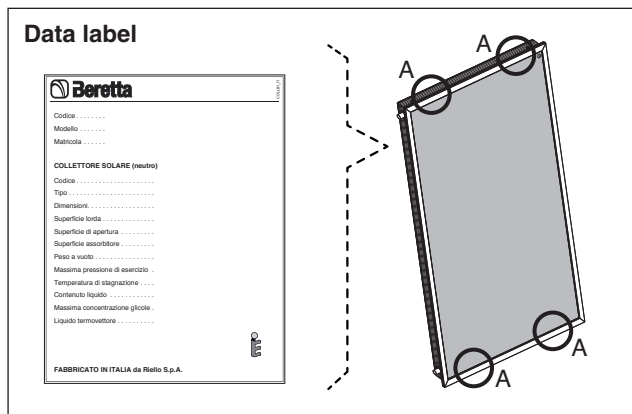 Data label
Beretta
Codice . . . . . . . .
Modello . . . . . . .
Matricola . . . . . .
COLLETTORE SOLARE (neutro)
Codice . . . . . . . . . . . . . . . . . . . . .
Tipo . . . . . . . . . . . . . . . . . . . . . . .
Dimensioni. . . . . . . . . . . . . . . . . .
Superficie lorda . . . . . . . . . . . . . .
Superficie di apertura . . . . . . . . .
Superficie assorbitore . . . . . . . . .
Peso a vuoto . . . . . . . . . . . . . . . .
Massima pressione di esercizio .
Temperatura di stagnazione . . . .
Contenuto liquido . . . . . . . . . . . .
Massima concentrazione glicole .
Liquido termovettore . . . . . . . . . .
FABBRICATO IN ITALIA da Riello S.p.A.
A
A
A
A